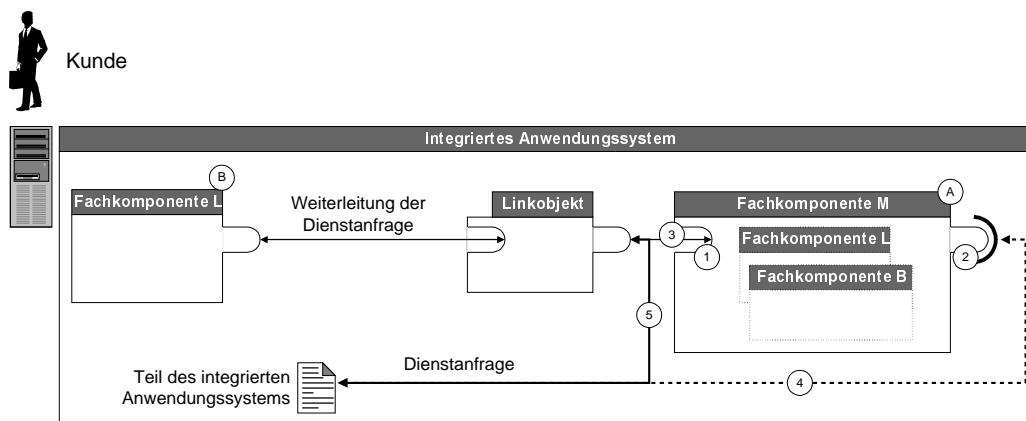 Kunde
Integriertes Anwendungssystem
B
A
Fachkomponente L
Weiterleitung der
Dienstanfrage
Linkobjekt
Fachkomponente M
3
1
Fachkomponente L
2
Fachkomponente B
5
Dienstanfrage
Teil des integrierten
Anwendungssystems
4